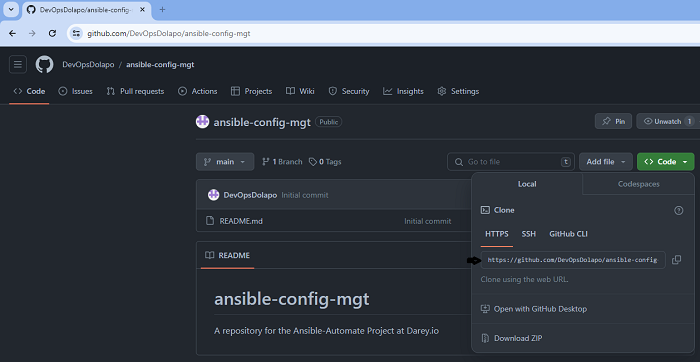 DevOpsDolapo/ansible-config-
github.com/DevOpsDolapo/ansible-config-mgt
DevOpsDolapo / ansible-config-mgt
Code Issues Pull requests Actions Projects Wiki Security Insights Settings
ansible-config-mgt Public Pin Unwatch 1
main 1 Branch 0 Tags Go to file t Add file Code
Local Codespaces
DevOpsDolapo Initial commit
Clone
README.md Initial commit
HTTPS SSH GitHub CLI
README
https://github.com/DevOpsDolapo/ansible-config
Clone using the web URL.
ansible-config-mgt
Open with GitHub Desktop
A repository for the Ansible-Automate Project at Darey.io
Download ZIP